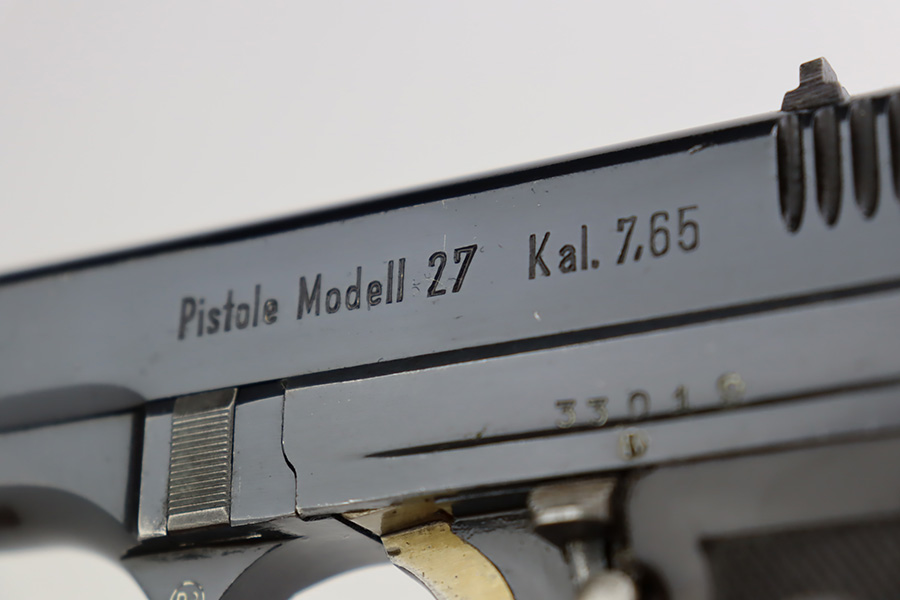 Pistole Modell 27 Kal. 7,65